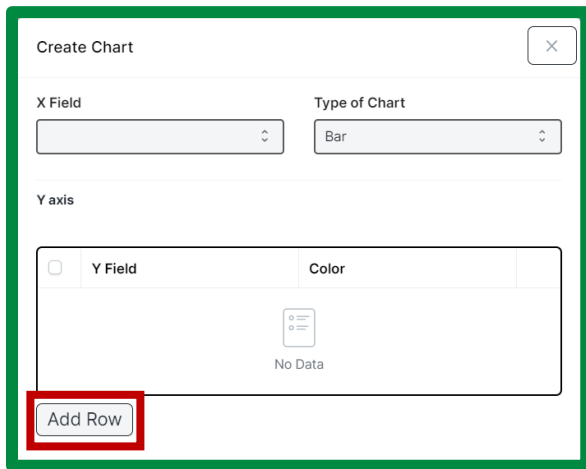 Create Chart
X Field Type of Chart
Bar
Y axis
Y Field Color
No Data
Add Row